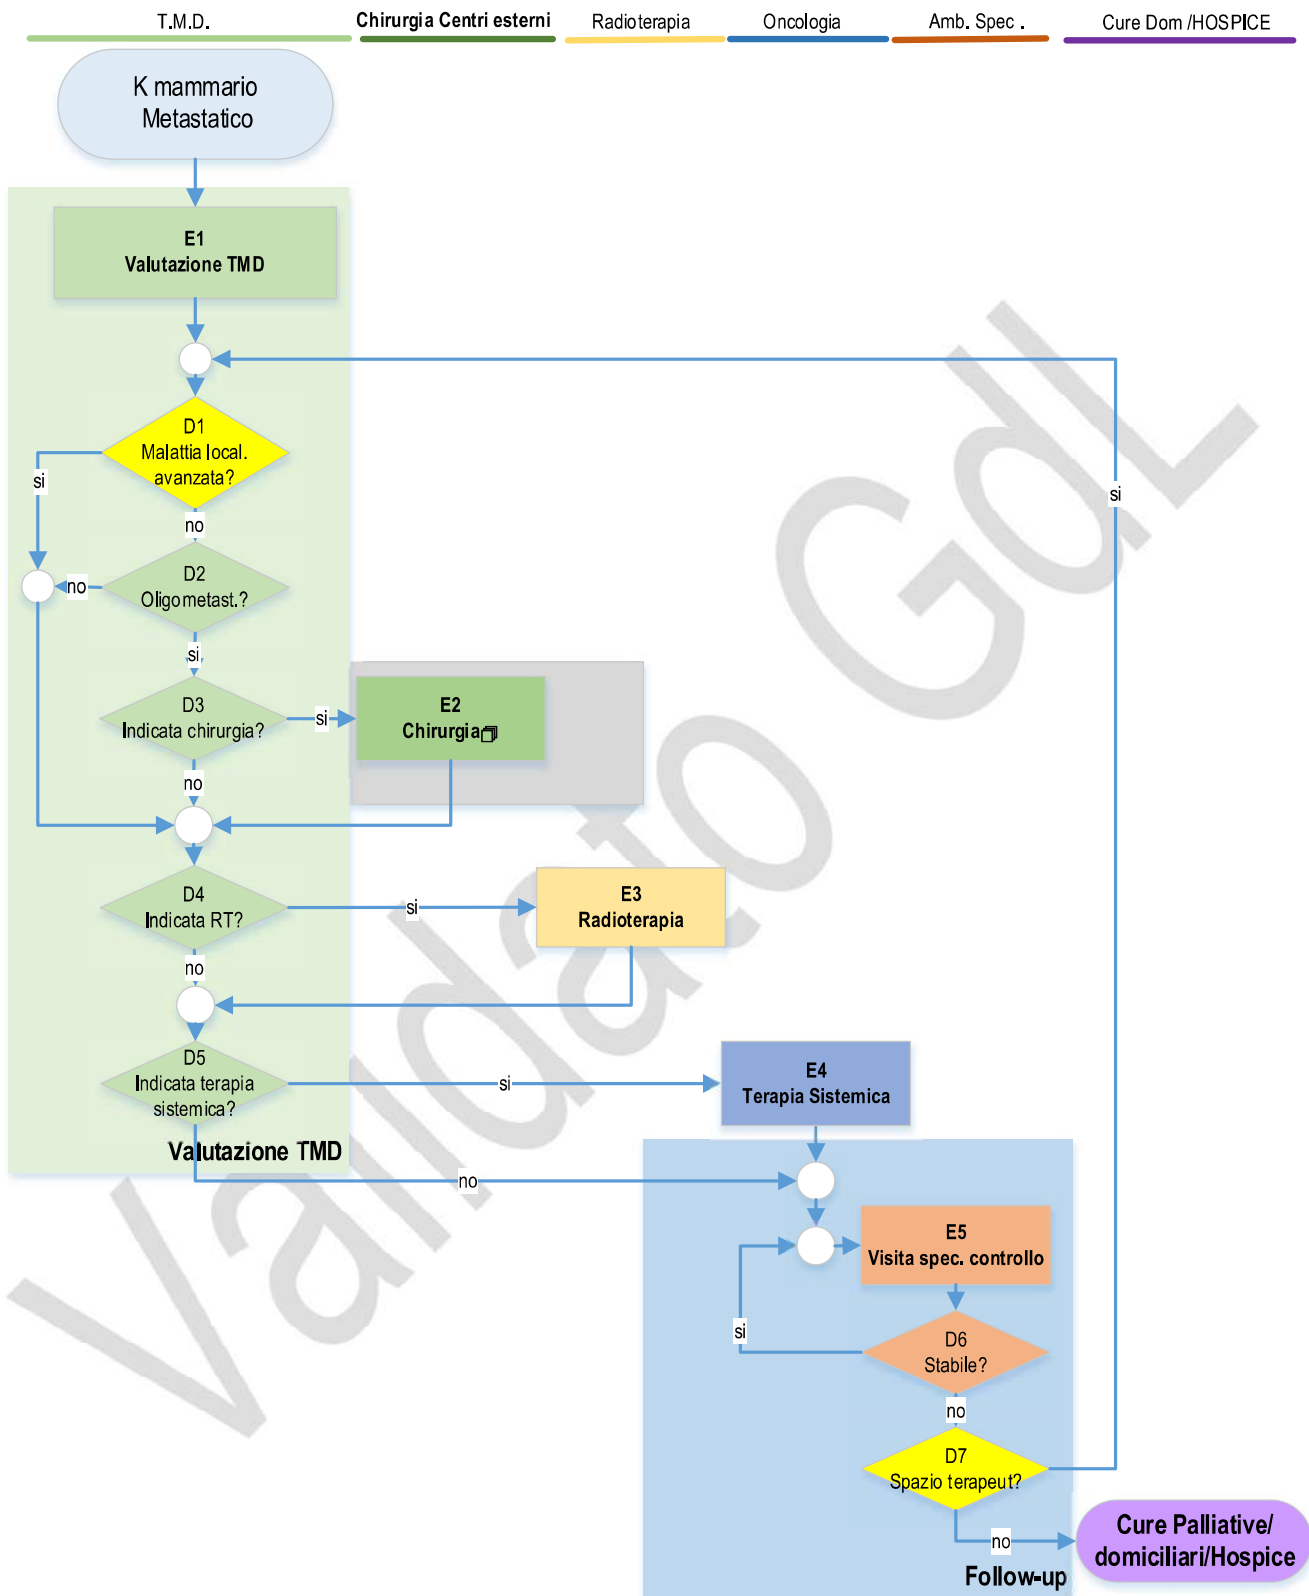 T.M.D.
Chirurgia Centri esterni
Radioterapia
Oncologia
Amb. Spec .
Cure Dom /HOSPICE
K mammario
Metastatico
E1
Valutazione TMD
D1
Malattia local.
avanzata?
si
no
si
D2
Oligometast.?
no
si
D3
Indicata chirurgia?
si
E2
Chirurgia
no
D4
Indicata RT?
si
E3
Radioterapia
no
D5
Indicata terapia
sistemica?
si
E4
Terapia Sistemica
Valutazione TMD
no
E5
Visita spec. controllo
si
D6
Stabile?
no
D7
Spazio terapeut?
no
Cure Palliative/
domiciliari/Hospice
Follow-up
Validato GdL